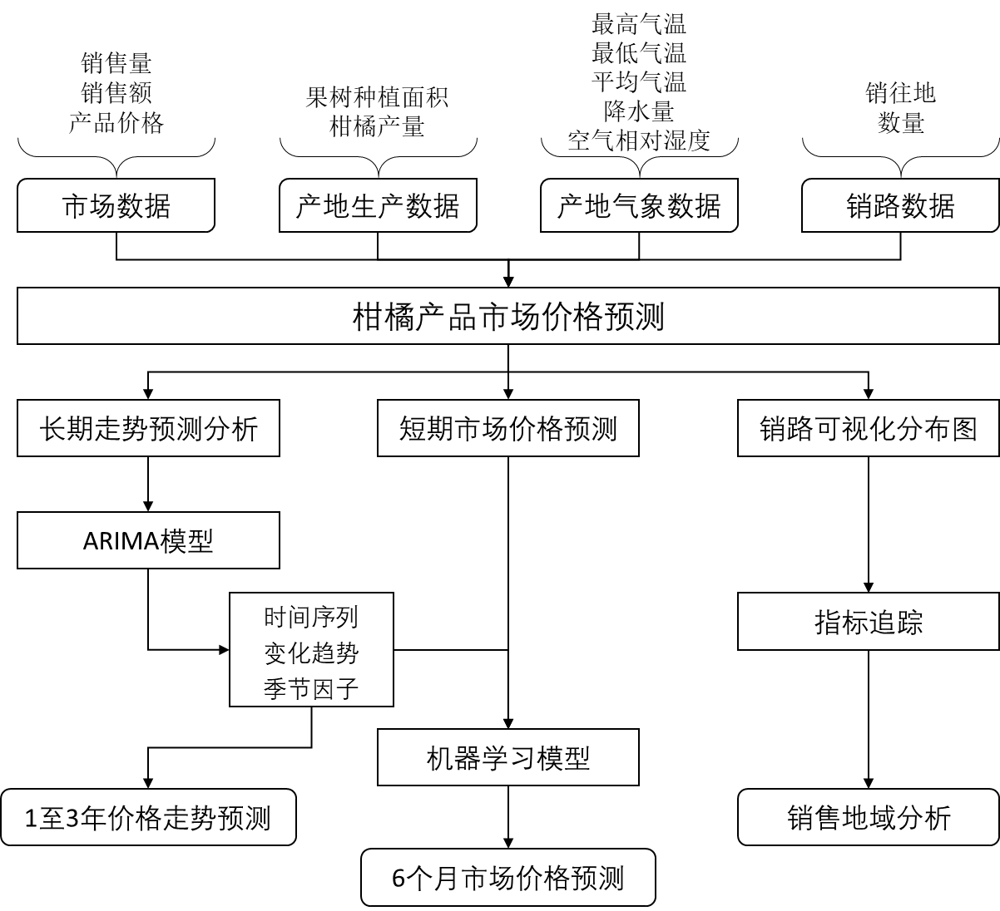 销售量
销售额
产品价格
果树种植面积
柑橘产量
最高气温
最低气温
平均气温
降水量
空气相对湿度
销往地
数量
市场数据
产地生产数据
产地气象数据
销路数据
柑橘产品市场价格预测
长期走势预测分析
短期市场价格预测
销路可视化分布图
ARIMA模型
时间序列
变化趋势
季节因子
指标追踪
机器学习模型
1至3年价格走势预测
销售地域分析
6个月市场价格预测